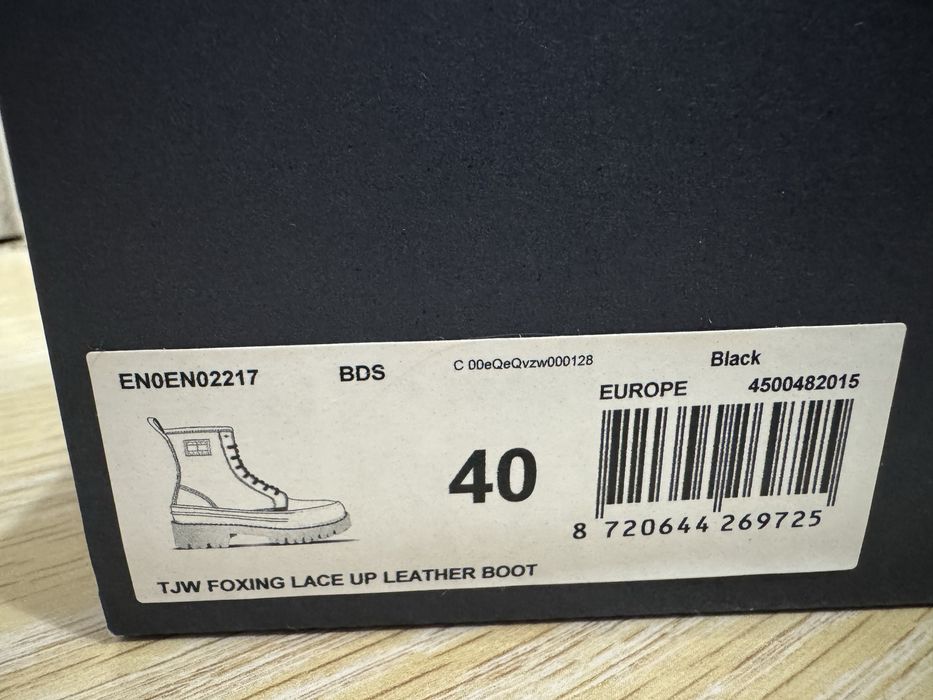 EN0EN02217 BDS C 00eQeQvzw000128 Black
EUROPE 4500482015
40
8 720644 269725
TJW FOXING LACE UP LEATHER BOOT